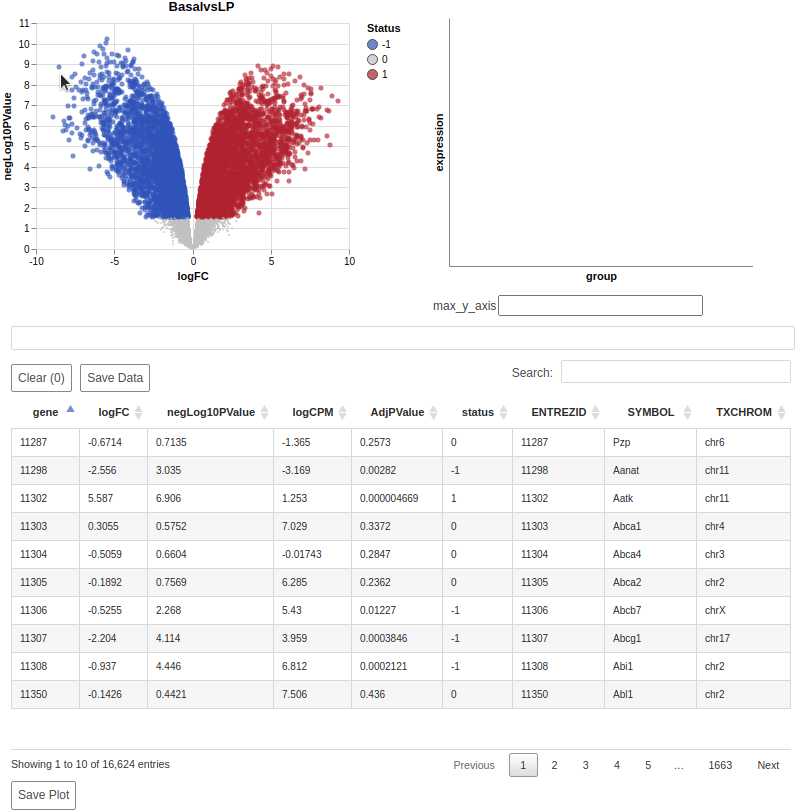 BasalvsLP
11
10
9
8
7
6
5
4
3
2
1
0
negLog10PValue
-10 -5 0 5 10
logFC
Status
-1
0
1
expression
group
max_y_axis
Clear (0) Save Data
Search:
gene logFC negLog10PValue logCPM AdjPValue status ENTREZID SYMBOL TXCHROM
11287 -0.6714 0.7135 -1.365 0.2573 0 11287 Pzp chr6
11298 -2.556 3.035 -3.169 0.00282 -1 11298 Aanat chr11
11302 5.587 6.906 1.253 0.000004669 1 11302 Aatk chr11
11303 0.3055 0.5752 7.029 0.3372 0 11303 Abca1 chr4
11304 -0.5059 0.6604 -0.01743 0.2847 0 11304 Abca4 chr3
11305 -0.1892 0.7569 6.285 0.2362 0 11305 Abca2 chr2
11306 -0.5255 2.268 5.43 0.01227 -1 11306 Abcb7 chrX
11307 -2.204 4.114 3.959 0.0003846 -1 11307 Abcg1 chr17
11308 -0.937 4.446 6.812 0.0002121 -1 11308 Abi1 chr2
11350 -0.1426 0.4421 7.506 0.436 0 11350 Abl1 chr2
Showing 1 to 10 of 16,624 entries
Previous 1 2 3 4 5 … 1663 Next
Save Plot